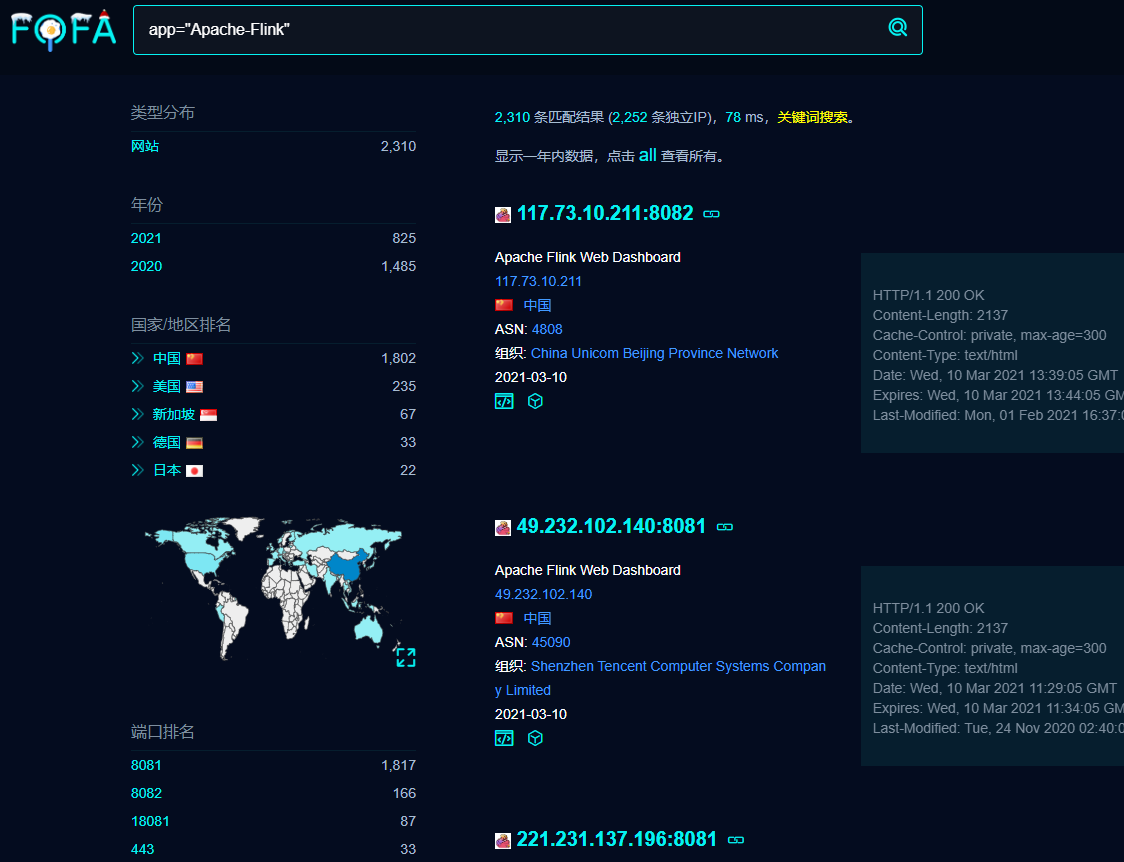 FOFA
app="Apache-Flink"
类型分布
网站 2,310
年份
2021 825
2020 1,485
国家/地区排名
中国 1,802
美国 235
新加坡 67
德国 33
日本 22
端口排名
8081 1,817
8082 166
18081 87
443 33
2,310 条匹配结果 (2,252 条独立IP)，78 ms，关键词搜索。
显示一年内数据，点击 all 查看所有。
117.73.10.211:8082
Apache Flink Web Dashboard
117.73.10.211
中国
ASN: 4808
组织: China Unicom Beijing Province Network
2021-03-10
HTTP/1.1 200 OK
Content-Length: 2137
Cache-Control: private, max-age=300
Content-Type: text/html
Date: Wed, 10 Mar 2021 13:39:05 GMT
Expires: Wed, 10 Mar 2021 13:44:05 GM
Last-Modified: Mon, 01 Feb 2021 16:37:0
49.232.102.140:8081
Apache Flink Web Dashboard
49.232.102.140
中国
ASN: 45090
组织: Shenzhen Tencent Computer Systems Compan
y Limited
2021-03-10
HTTP/1.1 200 OK
Content-Length: 2137
Cache-Control: private, max-age=300
Content-Type: text/html
Date: Wed, 10 Mar 2021 11:29:05 GMT
Expires: Wed, 10 Mar 2021 11:34:05 GM
Last-Modified: Tue, 24 Nov 2020 02:40:0
221.231.137.196:8081